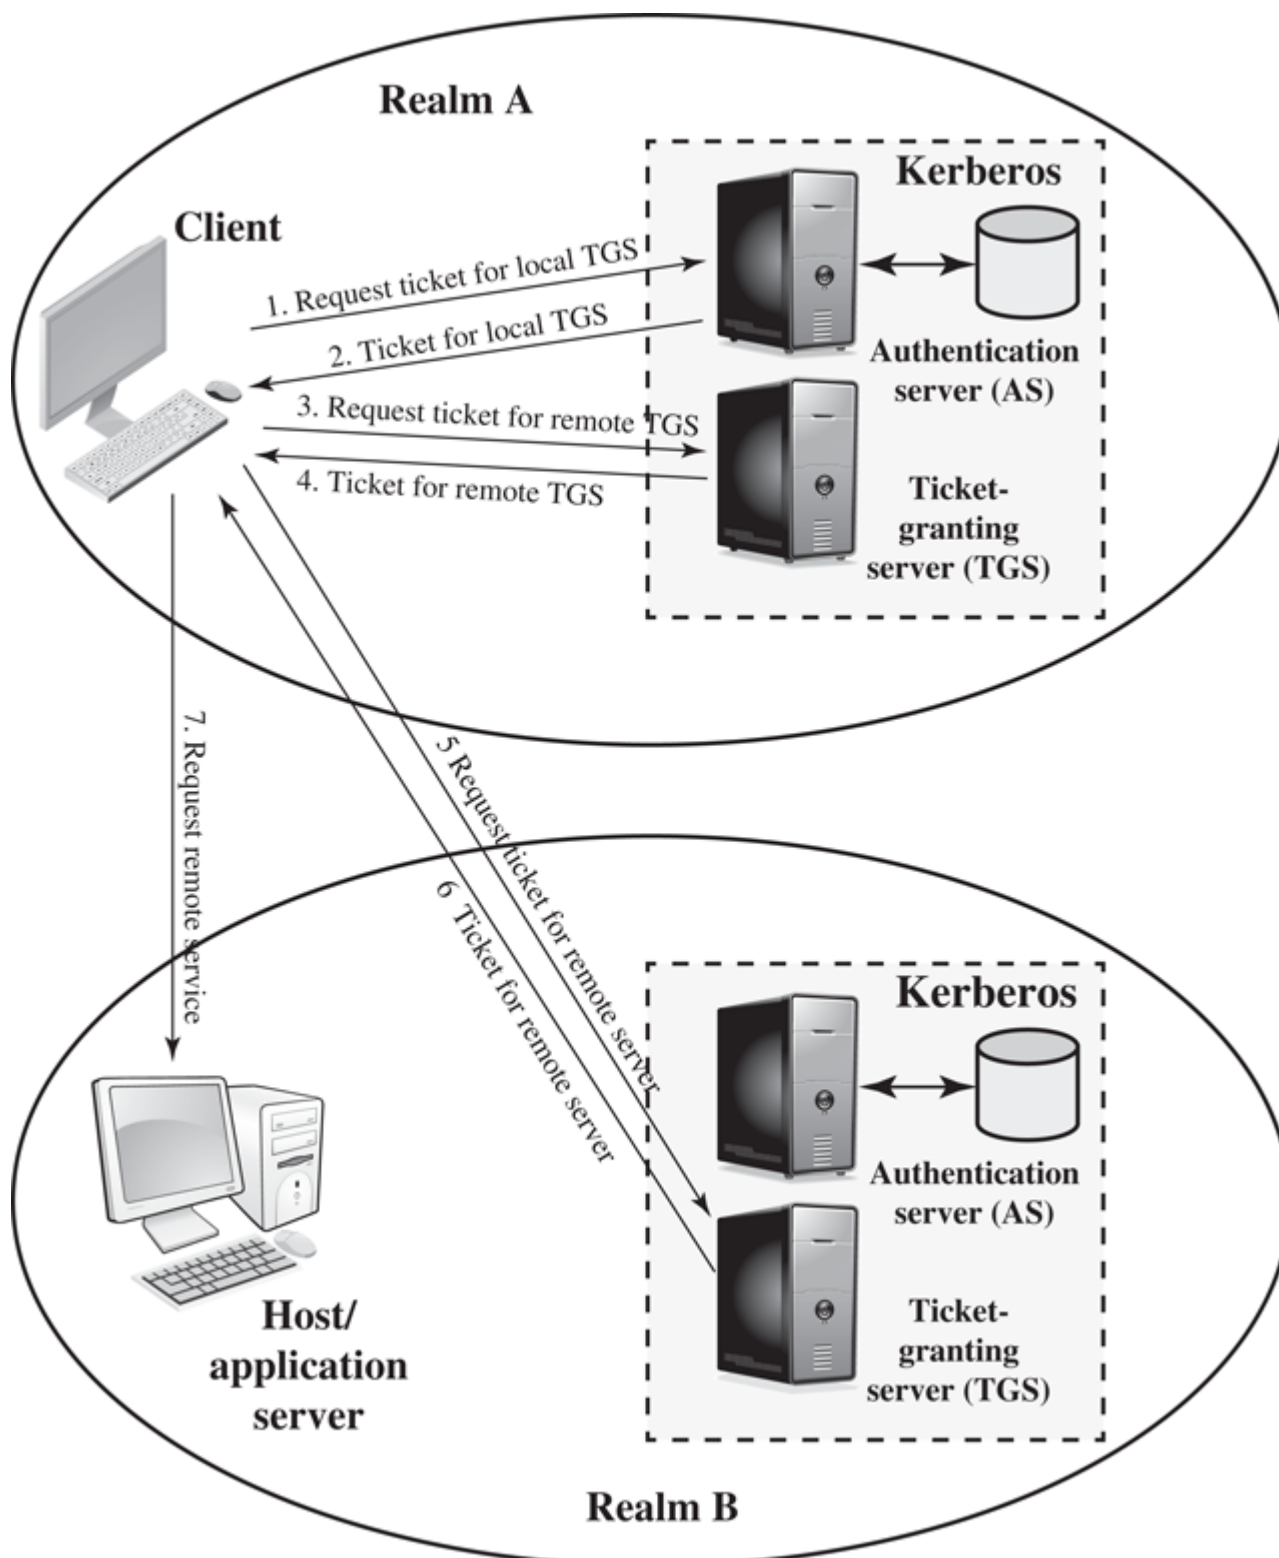 Realm A
Kerberos
Client
1. Request ticket for local TGS
2. Ticket for local TGS
Authentication
server (AS)
3. Request ticket for remote TGS
4. Ticket for remote TGS
Ticket-
granting
server (TGS)
7. Request remote service
5 Request ticket for remote server
6 Ticket for remote server
Kerberos
Authentication
server (AS)
Host/
application
server
Ticket-
granting
server (TGS)
Realm B